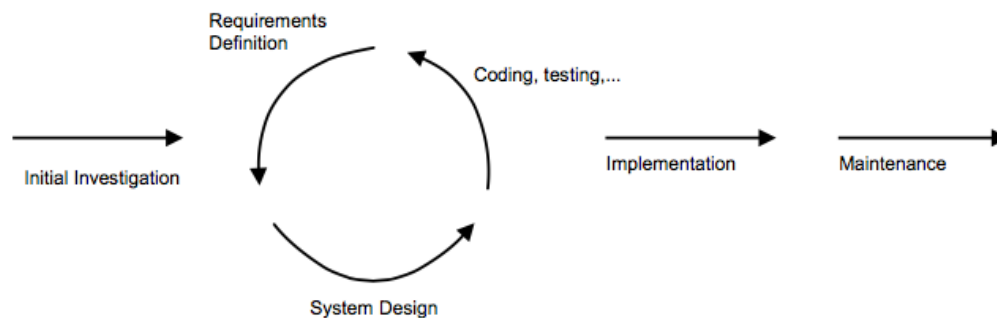 Requirements
Definition
Coding, testing,...
Initial Investigation
Implementation
Maintenance
System Design